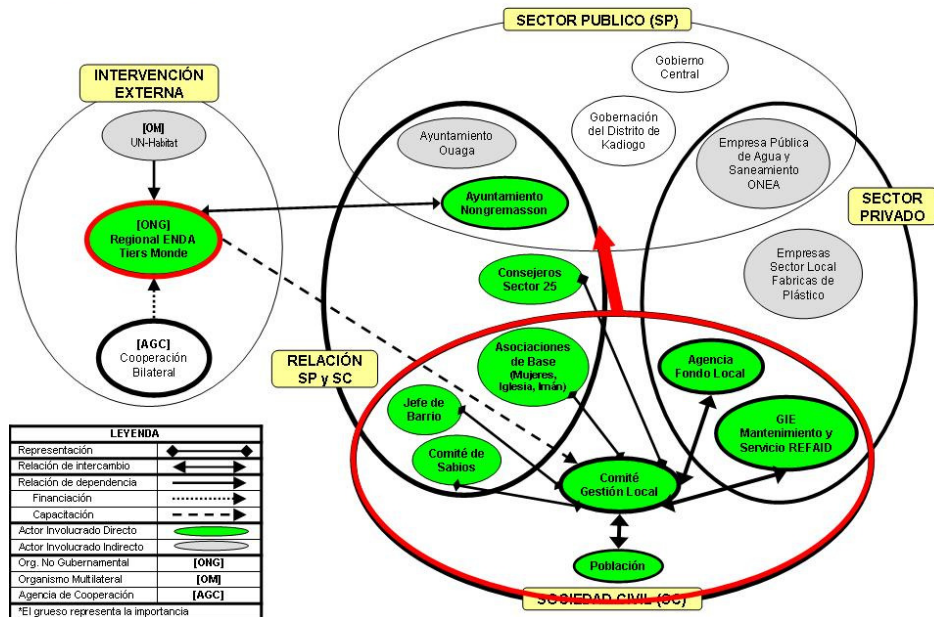 SECTOR PUBLICO (SP)
Gobierno
Central
INTERVENCIÓN
EXTERNA
[OM]
UN-Habitat
Ayuntamiento
Ouaga
Gobernación
del Distrito de
Kadiogo
Empresa Pública
de Agua y
Saneamiento
ONEA
SECTOR
PRIVADO
Ayuntamiento
Nongremasson
[ONG]
Regional ENDA
Tiers Monde
Consejeros
Sector 25
Empresas
Sector Local
Fabricas de
Plástico
[AGC]
Cooperación
Bilateral
RELACIÓN
SP y SC
Asociaciones
de Base
(Mujeres,
Iglesia, Imán)
Agencia
Fondo Local
Jefe de
Barrio
GIE
Mantenimiento y
Servicio REFAID
Comité de
Sabios
Comité
Gestión Local
Población
SOCIEDAD CIVIL (SC)
LEYENDA
Representación
Relación de intercambio
Relación de dependencia
Financiación
Capacitación
Actor Involucrado Directo
Actor Involucrado Indirecto
Org. No Gubernamental [ONG]
Organismo Multilateral [OM]
Agencia de Cooperación [AGC]
*El grueso representa la importancia